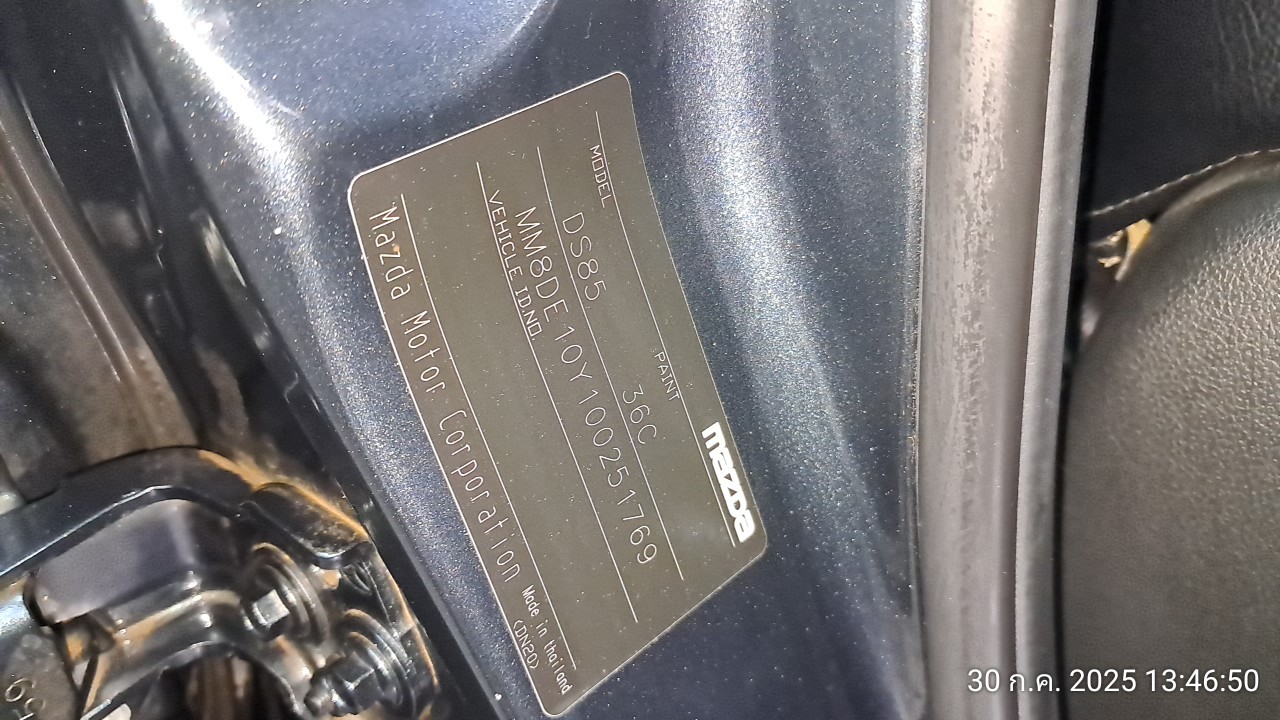 mazda
MODEL PAINT
DS85 36C
MM8DE10Y100251769
VEHICLE ID.NO.
Mazda Motor Corporation Made in thailand
(DN20)
30 ก.ค. 2025 13:46:50